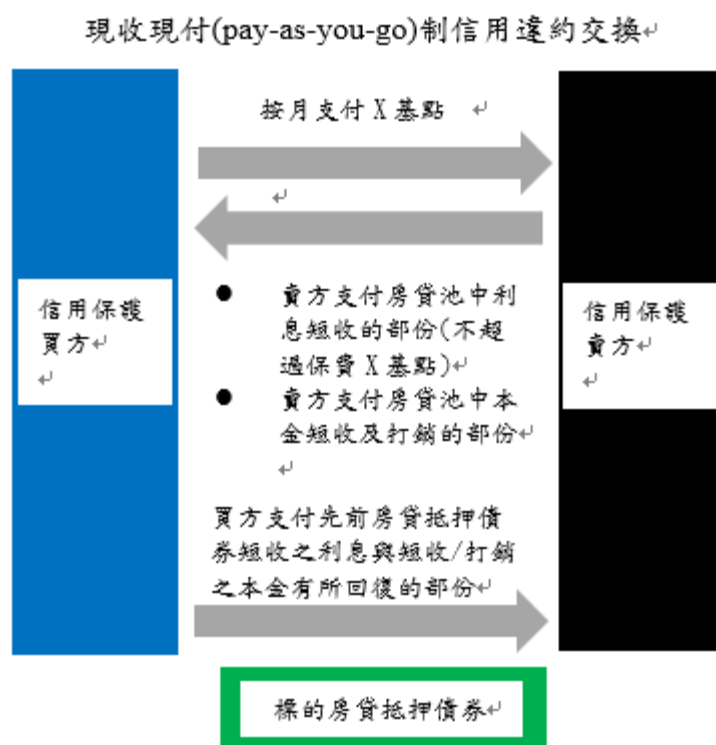 現收現付(pay-as-you-go)制信用違約交換↵
按月支付 X 基點 ↵
↵
信用保護
買方↵
↵
● 賣方支付房貸池中利
息短收的部份(不超
過保費 X 基點)↵
● 賣方支付房貸池中本
金短收及打銷的部份↵
↵
信用保護
賣方↵
↵
買方支付先前房貸抵押債
券短收之利息與短收/打銷
之本金有所回復的部份↵
標的房貸抵押債券↵